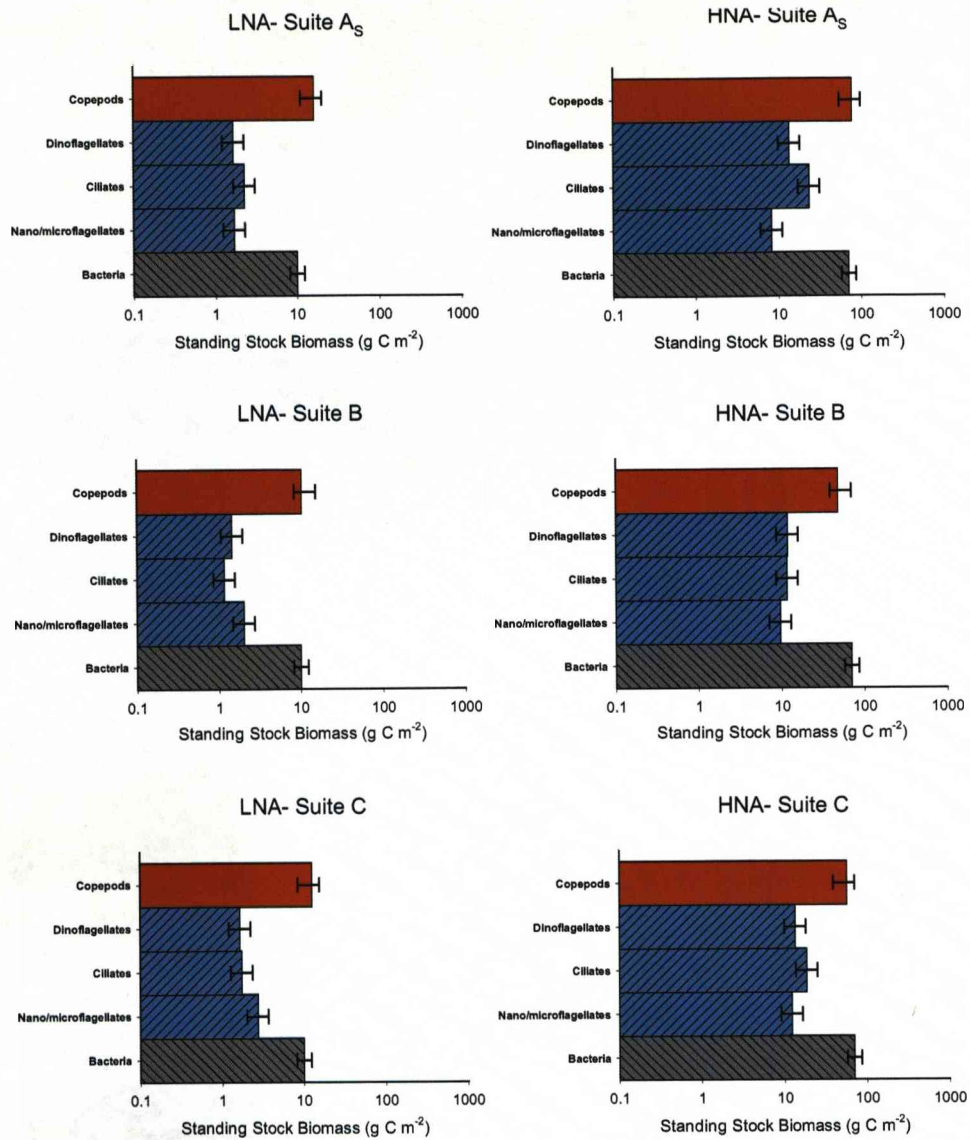 LNA- Suite A_S
Copepods
Dinoflagellates
Ciliates
Nano/microflagellates
Bacteria
0.1 1 10 100 1000
Standing Stock Biomass (g C m⁻²)
HNA- Suite A_S
Copepods
Dinoflagellates
Ciliates
Nano/microflagellates
Bacteria
0.1 1 10 100 1000
Standing Stock Biomass (g C m⁻²)
LNA- Suite B
Copepods
Dinoflagellates
Ciliates
Nano/microflagellates
Bacteria
0.1 1 10 100 1000
Standing Stock Biomass (g C m⁻²)
HNA- Suite B
Copepods
Dinoflagellates
Ciliates
Nano/microflagellates
Bacteria
0.1 1 10 100 1000
Standing Stock Biomass (g C m⁻²)
LNA- Suite C
Copepods
Dinoflagellates
Ciliates
Nano/microflagellates
Bacteria
0.1 1 10 100 1000
Standing Stock Biomass (g C m⁻²)
HNA- Suite C
Copepods
Dinoflagellates
Ciliates
Nano/microflagellates
Bacteria
0.1 1 10 100 1000
Standing Stock Biomass (g C m⁻²)